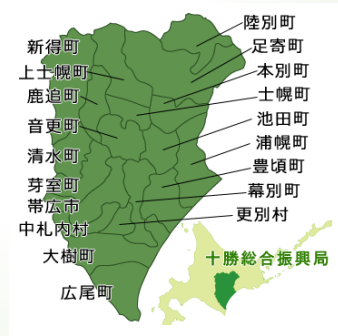 陸別町
足寄町
本別町
士幌町
池田町
浦幌町
豊頃町
幕別町
更別村
新得町
上士幌町
鹿追町
音更町
清水町
芽室町
帯広市
中札内村
大樹町
広尾町
十勝総合振興局